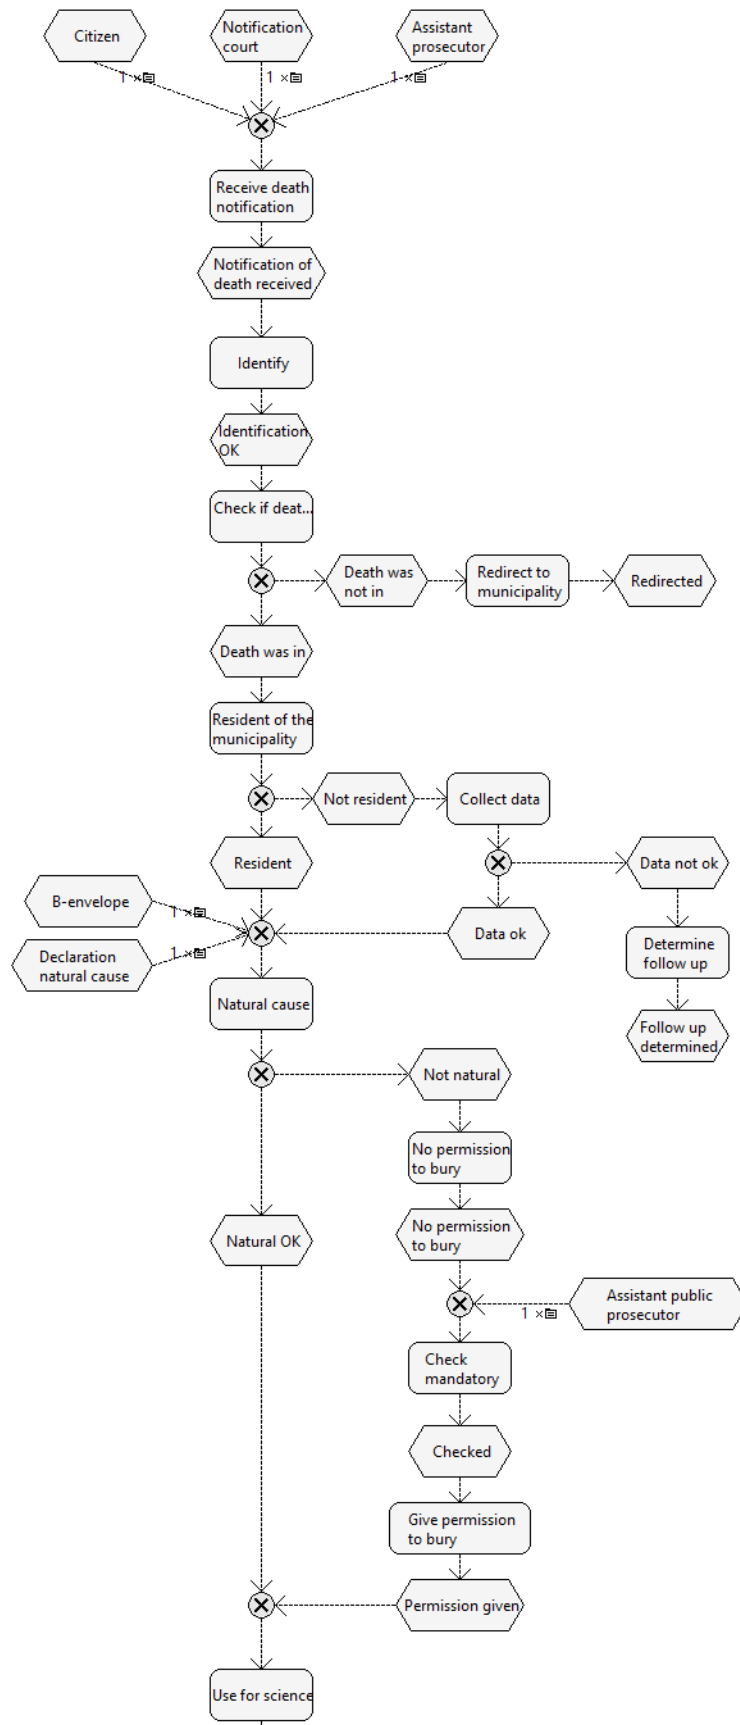 Citizen
Notification
court
Assistant
prosecutor
1 ×
1 ×
1 ×
Receive death
notification
Notification of
death received
Identify
Identification
OK
Check if deat...
Death was
not in
Redirect to
municipality
Redirected
Death was in
Resident of the
municipality
Not resident
Collect data
Resident
Data not ok
B-envelope
1 ×
Data ok
Declaration
natural cause
1 ×
Determine
follow up
Natural cause
Follow up
determined
Not natural
No permission
to bury
Natural OK
No permission
to bury
Assistant public
prosecutor
1 ×
Check
mandatory
Checked
Give permission
to bury
Permission given
Use for science